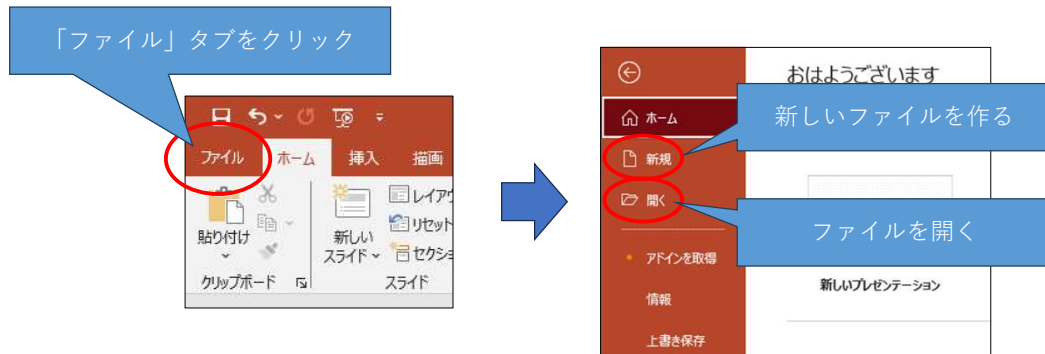 「ファイル」タブをクリック
ファイル ホーム 挿入 描画
貼り付け
新しい
スライド
レイアウ
リセット
セクショ
クリップボード
スライド
おはようございます
ホーム
新しいファイルを作る
新規
開く
ファイルを開く
アドインを取得
新しいプレゼンテーション
情報
上書き保存